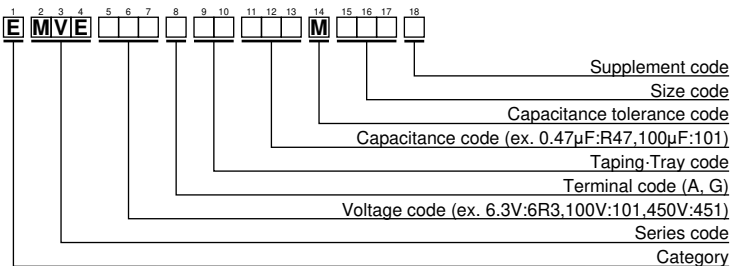 1 2 3 4 5 6 7 8 9 10 11 12 13 14 15 16 17 18
E M V E M
Supplement code
Size code
Capacitance tolerance code
Capacitance code (ex. 0.47µF:R47,100µF:101)
Taping·Tray code
Terminal code (A, G)
Voltage code (ex. 6.3V:6R3,100V:101,450V:451)
Series code
Category